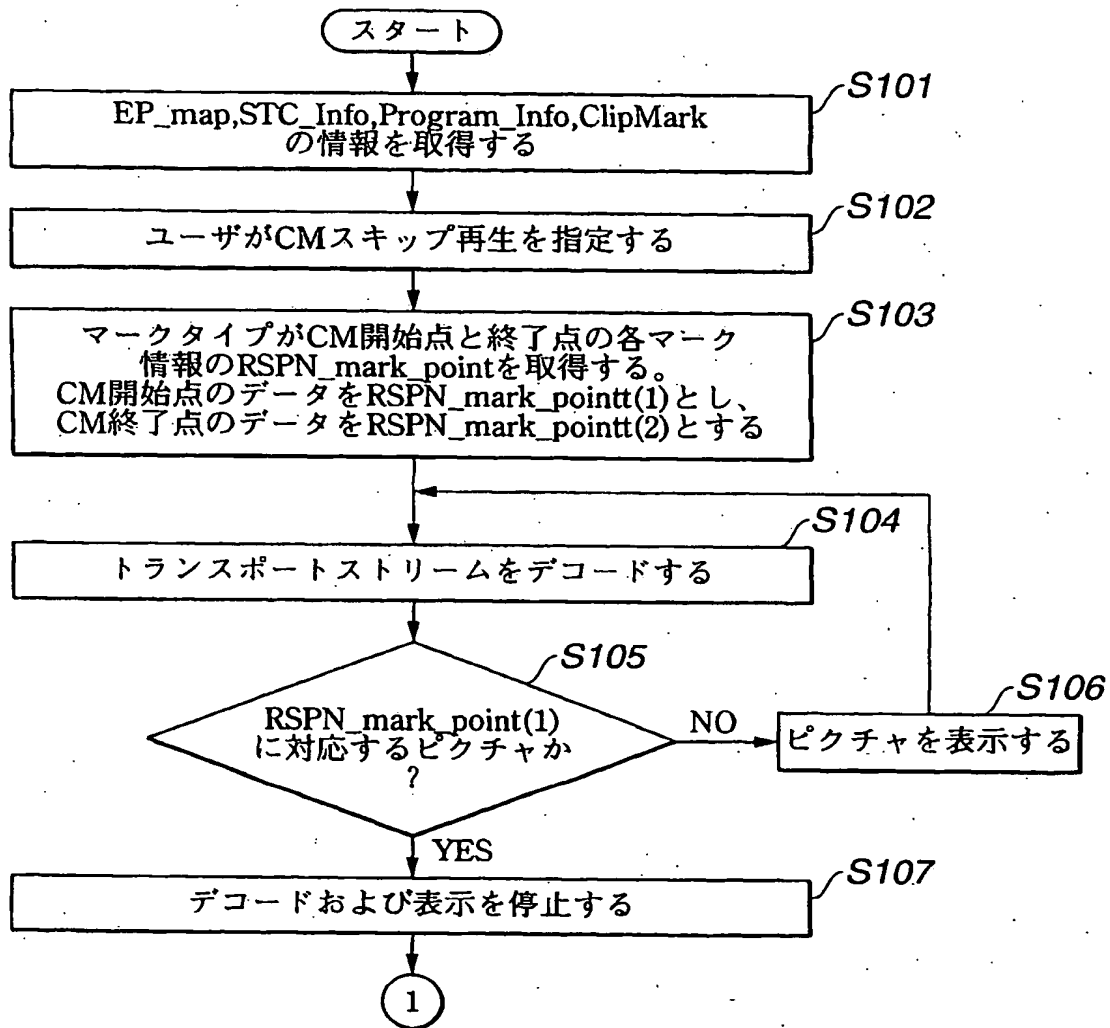 スタート
S101
EP_map,STC_Info,Program_Info,ClipMark
の情報を取得する
S102
ユーザがCMスキップ再生を指定する
S103
マークタイプがCM開始点と終了点の各マーク
情報のRSPN_mark_pointを取得する。
CM開始点のデータをRSPN_mark_pointt(1)とし、
CM終了点のデータをRSPN_mark_pointt(2)とする
S104
トランスポートストリームをデコードする
S105
RSPN_mark_point(1)
に対応するピクチャか
?
NO
S106
ピクチャを表示する
YES
S107
デコードおよび表示を停止する
1